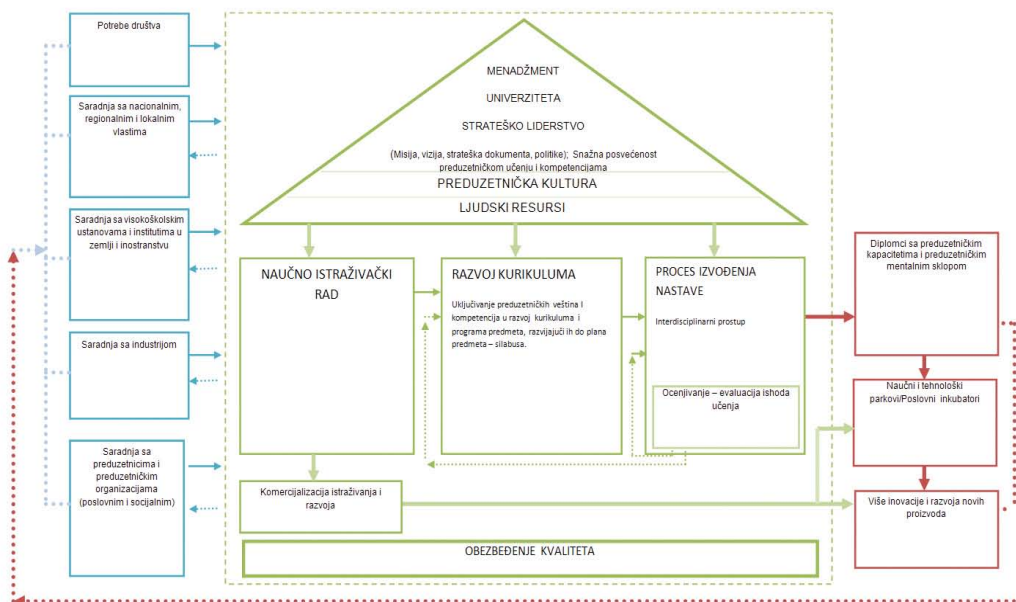 Potrebe društva
Saradnja sa nacionalnim,
regionalnim i lokalnim
vlastima
Saradnja sa visokoškolskim
ustanovama i institutima u
zemlji i inostranstvu
Saradnja sa industrijom
Saradnja sa
preduzetnicima i
preduzetničkim
organizacijama
(poslovnim i socijalnim)
MENADŽMENT
UNIVERZITETA
STRATEŠKO LIDERSTVO
(Misija, vizija, strateška dokumenta, politike); Snažna posvećenost
preduzetničkom učenju i kompetencijama
PREDUZETNIČKA KULTURA
LJUDSKI RESURSI
NAUČNO ISTRAŽIVAČKI
RAD
RAZVOJ KURIKULUMA
Uključivanje preduzetničkih veština I
kompetencija u razvoj kurikuluma i
programa predmeta, razvijajući ih do plana
predmeta – silabusa.
PROCES IZVOĐENJA
NASTAVE
Interdisciplinarni prostup
Ocenjivanje – evaluacija ishoda
učenja
Komercijalizacija istraživanja i
razvoja
OBEZBEĐENJE KVALITETA
Diplomci sa preduzetničkim
kapacitetima i preduzetničkim
mentalnim sklopom
Naučni i tehnološki
parkovi/Poslovni inkubatori
Više inovacije i razvoja novih
proizvoda